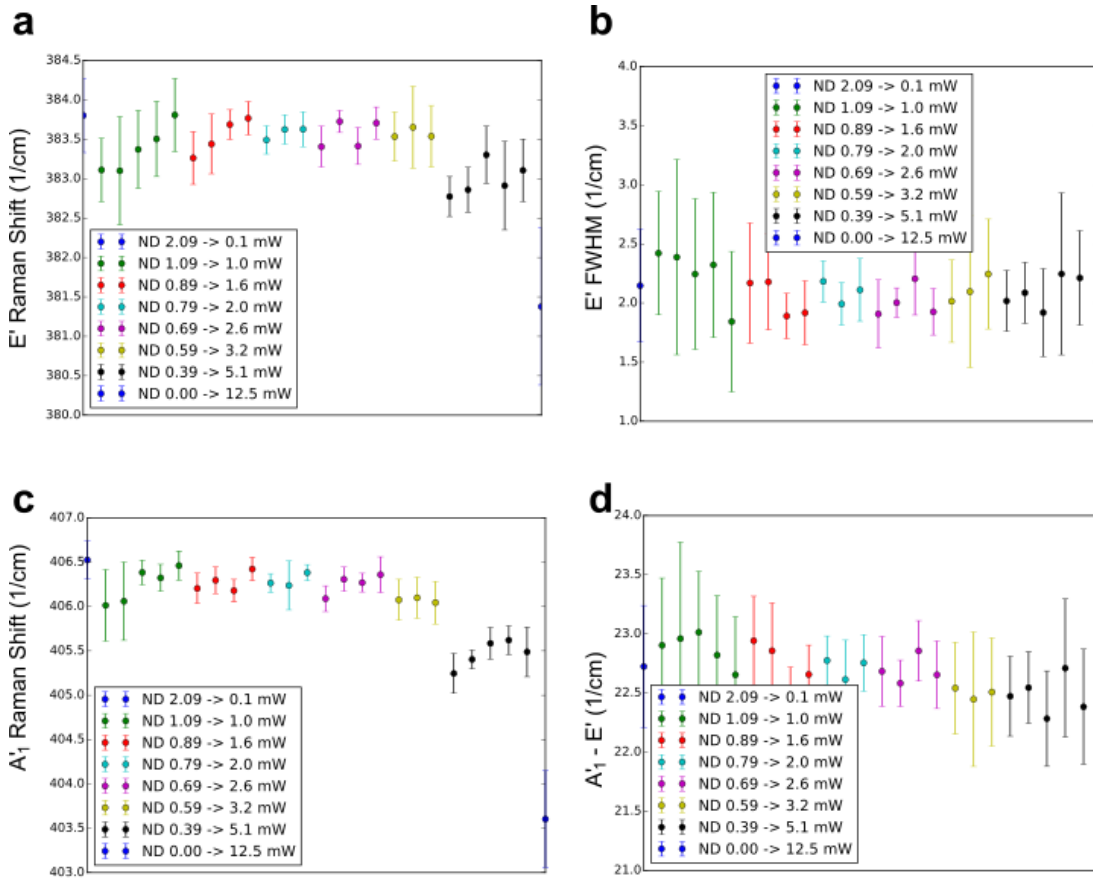 a
384.5
384.0
383.5
383.0
382.5
382.0
381.5
381.0
380.5
380.0
E' Raman Shift (1/cm)
ND 2.09 -> 0.1 mW
ND 1.09 -> 1.0 mW
ND 0.89 -> 1.6 mW
ND 0.79 -> 2.0 mW
ND 0.69 -> 2.6 mW
ND 0.59 -> 3.2 mW
ND 0.39 -> 5.1 mW
ND 0.00 -> 12.5 mW
b
4.0
3.5
3.0
2.5
2.0
1.5
1.0
E' FWHM (1/cm)
ND 2.09 -> 0.1 mW
ND 1.09 -> 1.0 mW
ND 0.89 -> 1.6 mW
ND 0.79 -> 2.0 mW
ND 0.69 -> 2.6 mW
ND 0.59 -> 3.2 mW
ND 0.39 -> 5.1 mW
ND 0.00 -> 12.5 mW
c
407.0
406.5
406.0
405.5
405.0
404.5
404.0
403.5
403.0
A'₁ Raman Shift (1/cm)
ND 2.09 -> 0.1 mW
ND 1.09 -> 1.0 mW
ND 0.89 -> 1.6 mW
ND 0.79 -> 2.0 mW
ND 0.69 -> 2.6 mW
ND 0.59 -> 3.2 mW
ND 0.39 -> 5.1 mW
ND 0.00 -> 12.5 mW
d
24.0
23.5
23.0
22.5
22.0
21.5
21.0
A'₁ - E' (1/cm)
ND 2.09 -> 0.1 mW
ND 1.09 -> 1.0 mW
ND 0.89 -> 1.6 mW
ND 0.79 -> 2.0 mW
ND 0.69 -> 2.6 mW
ND 0.59 -> 3.2 mW
ND 0.39 -> 5.1 mW
ND 0.00 -> 12.5 mW